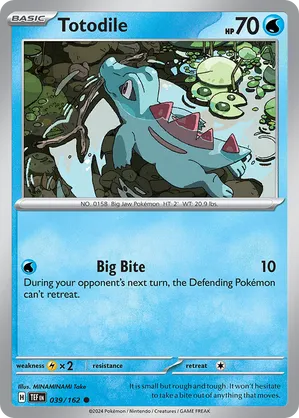 BASIC
Totodile
HP 70
NO. 0158 Big Jaw Pokémon HT: 2' WT: 20.9 lbs.
Big Bite 10
During your opponent's next turn, the Defending Pokémon
can't retreat.
weakness ×2 resistance retreat
Illus. MINAMINAMI Take
H TEF EN 039/162
It is small but rough and tough. It won't hesitate
to take a bite out of anything that moves.
©2024 Pokémon / Nintendo / Creatures / GAME FREAK